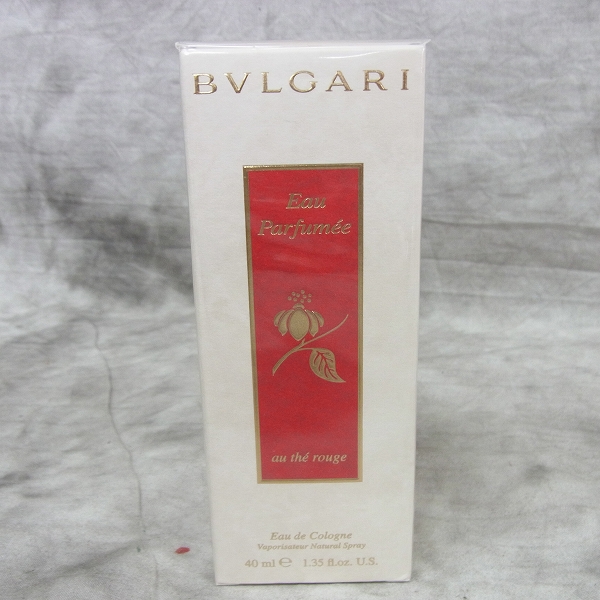 BVLGARI
Eau
Parfumée
au thé rouge
Eau de Cologne
Vaporisateur Natural Spray
40 ml ℮ 1.35 fl.oz. U.S.